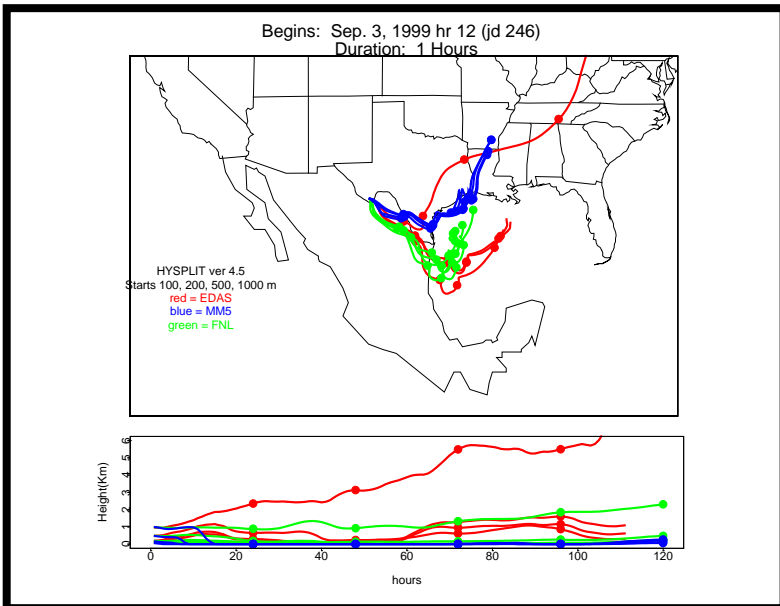 Begins:  Sep. 3, 1999 hr 12 (jd 246)
Duration:  1 Hours
HYSPLIT ver 4.5
Starts 100, 200, 500, 1000 m
red = EDAS
blue = MM5
green = FNL
Height(Km)
6
5
4
3
2
1
0
0 20 40 60 80 100 120
hours